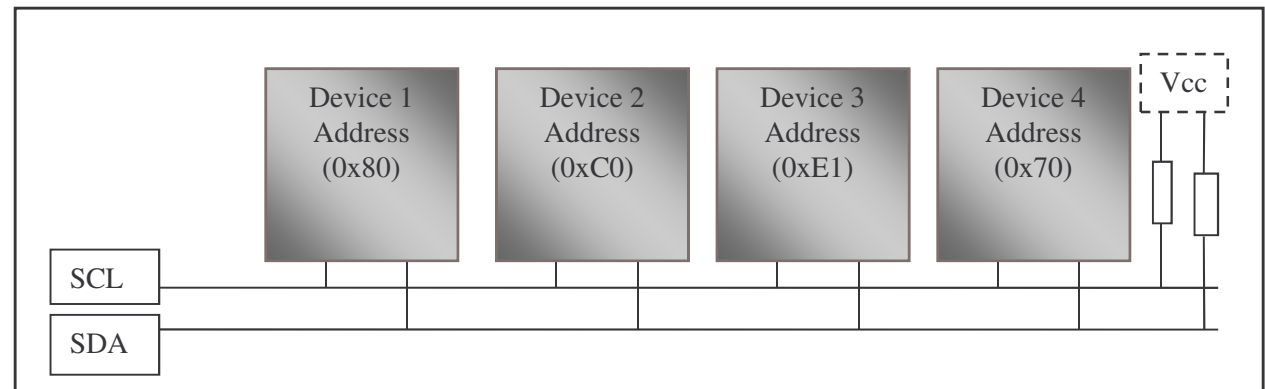 Device 1
Address
(0x80)
Device 2
Address
(0xC0)
Device 3
Address
(0xE1)
Device 4
Address
(0x70)
Vcc
SCL
SDA